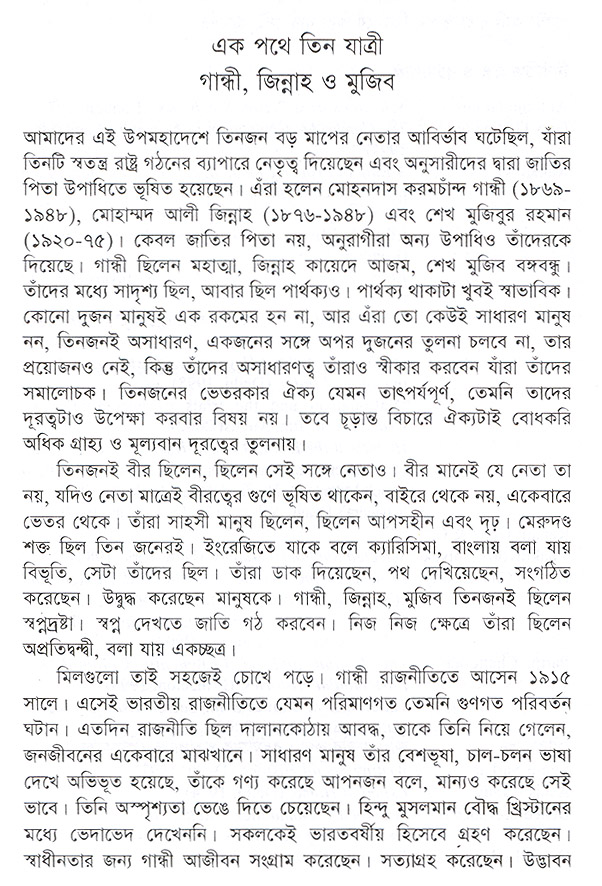 এক পথে তিন যাত্রী
গান্ধী, জিন্নাহ ও মুজিব
আমাদের এই উপমহাদেশে তিনজন বড় মাপের নেতার আবির্ভাব ঘটেছিল, যাঁরা
তিনটি স্বতন্ত্র রাষ্ট্র গঠনের ব্যাপারে নেতৃত্ব দিয়েছেন এবং অনুসারীদের দ্বারা জাতির
পিতা উপাধিতে ভূষিত হয়েছেন। এঁরা হলেন মোহনদাস করমচাঁন্দ গান্ধী (১৮৬৯-
১৯৪৮), মোহাম্মদ আলী জিন্নাহ (১৮৭৬-১৯৪৮) এবং শেখ মুজিবুর রহমান
(১৯২০-৭৫)। কেবল জাতির পিতা নয়, অনুরাগীরা অন্য উপাধিও তাঁদেরকে
দিয়েছে। গান্ধী ছিলেন মহাত্মা, জিন্নাহ কায়েদে আজম, শেখ মুজিব বঙ্গবন্ধু।
তাঁদের মধ্যে সাদৃশ্য ছিল, আবার ছিল পার্থক্যও। পার্থক্য থাকাটা খুবই স্বাভাবিক।
কোনো দুজন মানুষই এক রকমের হন না, আর এঁরা তো কেউই সাধারণ মানুষ
নন, তিনজনই অসাধারণ, একজনের সঙ্গে অপর দুজনের তুলনা চলবে না, তার
প্রয়োজনও নেই, কিন্তু তাঁদের অসাধারণত্ব তাঁরাও স্বীকার করবেন যাঁরা তাঁদের
সমালোচক। তিনজনের ভেতরকার ঐক্য যেমন তাৎপর্যপূর্ণ, তেমনি তাদের
দূরত্বটাও উপেক্ষা করবার বিষয় নয়। তবে চূড়ান্ত বিচারে ঐক্যটাই বোধকরি
অধিক গ্রাহ্য ও মূল্যবান দূরত্বের তুলনায়।
তিনজনই বীর ছিলেন, ছিলেন সেই সঙ্গে নেতাও। বীর মানেই যে নেতা তা
নয়, যদিও নেতা মাত্রেই বীরত্বের গুণে ভূষিত থাকেন, বাইরে থেকে নয়, একেবারে
ভেতর থেকে। তাঁরা সাহসী মানুষ ছিলেন, ছিলেন আপসহীন এবং দৃঢ়। মেরুদণ্ড
শক্ত ছিল তিন জনেরই। ইংরেজিতে যাকে বলে ক্যারিসিমা, বাংলায় বলা যায়
বিভূতি, সেটা তাঁদের ছিল। তাঁরা ডাক দিয়েছেন, পথ দেখিয়েছেন, সংগঠিত
করেছেন। উদ্বুদ্ধ করেছেন মানুষকে। গান্ধী, জিন্নাহ, মুজিব তিনজনই ছিলেন
স্বপ্নদ্রষ্টা। স্বপ্ন দেখতে জাতি গঠ করবেন। নিজ নিজ ক্ষেত্রে তাঁরা ছিলেন
অপ্রতিদ্বন্দ্বী, বলা যায় একচ্ছত্র।
মিলগুলো তাই সহজেই চোখে পড়ে। গান্ধী রাজনীতিতে আসেন ১৯১৫
সালে। এসেই ভারতীয় রাজনীতিতে যেমন পরিমাণগত তেমনি গুণগত পরিবর্তন
ঘটান। এতদিন রাজনীতি ছিল দালানকোঠায় আবদ্ধ, তাকে তিনি নিয়ে গেলেন,
জনজীবনের একেবারে মাঝখানে। সাধারণ মানুষ তাঁর বেশভূষা, চাল-চলন ভাষা
দেখে অভিভূত হয়েছে, তাঁকে গণ্য করেছে আপনজন বলে, মান্যও করেছে সেই
ভাবে। তিনি অস্পৃশ্যতা ভেঙে দিতে চেয়েছেন। হিন্দু মুসলমান বৌদ্ধ খ্রিস্টানের
মধ্যে ভেদাভেদ দেখেননি। সকলকেই ভারতবর্ষীয় হিসেবে গ্রহণ করেছেন।
স্বাধীনতার জন্য গান্ধী আজীবন সংগ্রাম করেছেন। সত্যাগ্রহ করেছেন। উদ্ভাবন